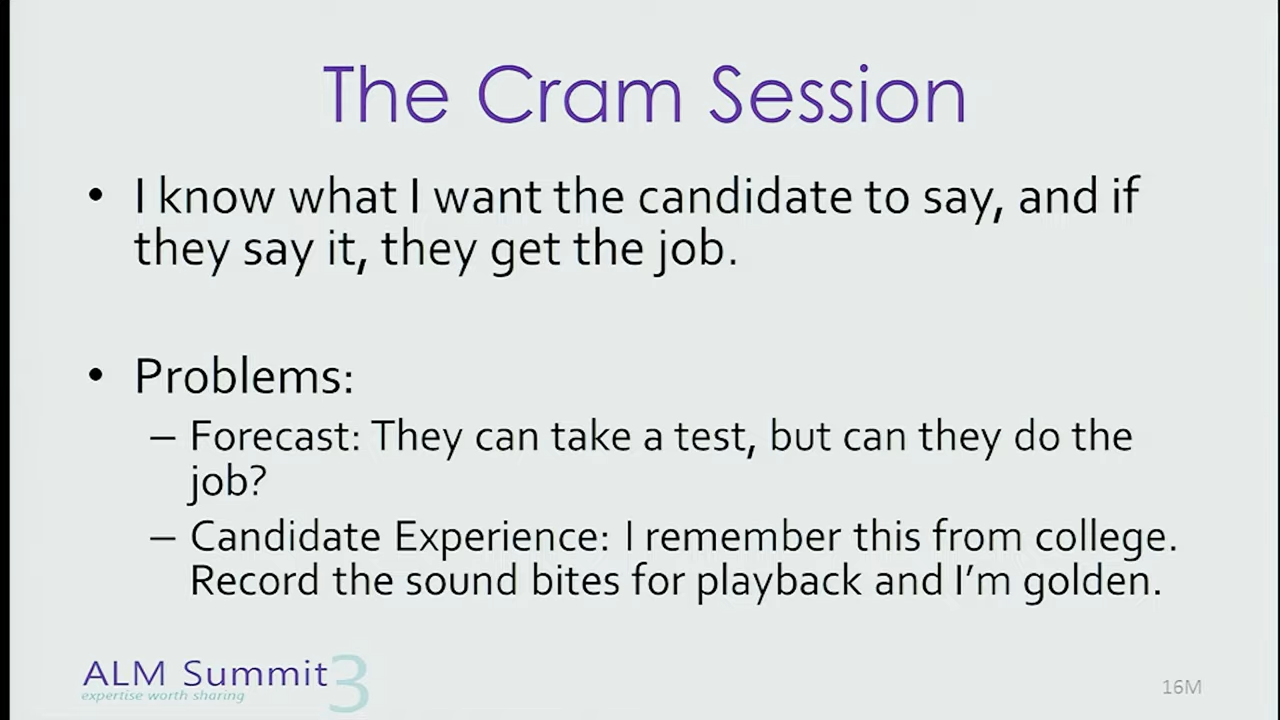 The Cram Session
• I know what I want the candidate to say, and if
they say it, they get the job.
• Problems:
– Forecast: They can take a test, but can they do the
job?
– Candidate Experience: I remember this from college.
Record the sound bites for playback and I’m golden.
ALM Summit 3
expertise worth sharing
16M